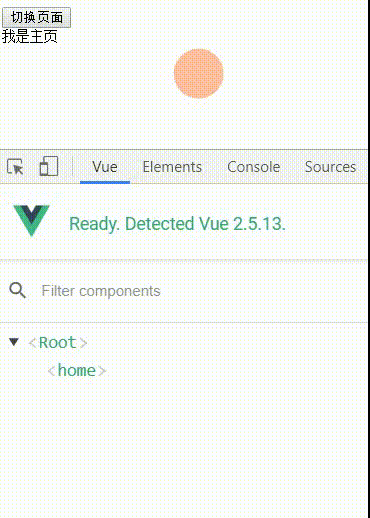 切换页面
我是主页
Vue Elements Console Sources
Ready. Detected Vue 2.5.13.
Filter components
<Root>
<home>